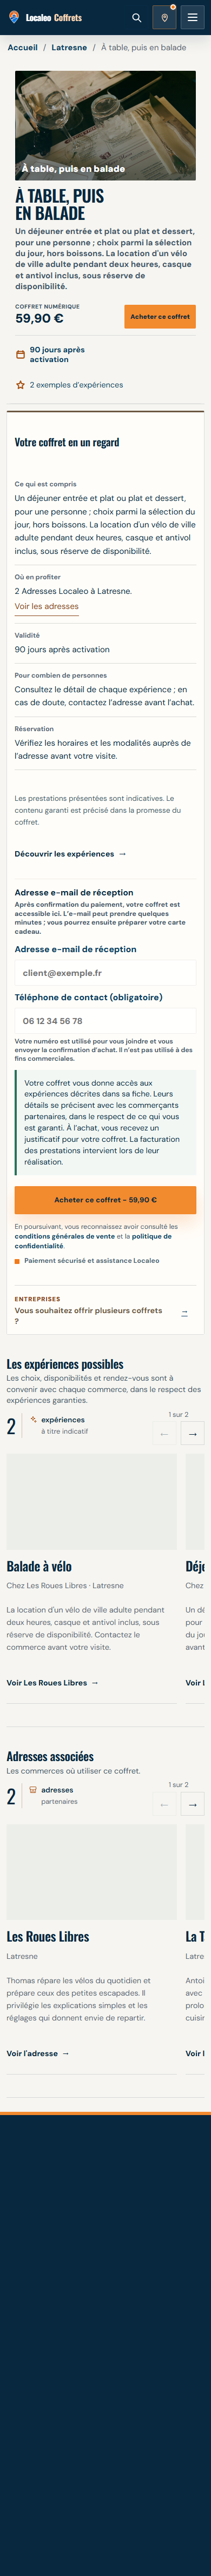 Localeo Coffrets
Accueil / Latresne / À table, puis en balade
À table, puis en balade
À TABLE, PUIS
EN BALADE
Un déjeuner entrée et plat ou plat et dessert,
pour une personne ; choix parmi la sélection
du jour, hors boissons. La location d'un vélo de
ville adulte pendant deux heures, casque
et antivol inclus, sous réserve de
disponibilité.
COFFRET NUMÉRIQUE
59,90 €
Acheter ce coffret
90 jours après
activation
2 exemples d'expériences
Votre coffret en un regard
Ce qui est compris
Un déjeuner entrée et plat ou plat et dessert,
pour une personne ; choix parmi la sélection du
jour, hors boissons. La location d'un vélo de ville
adulte pendant deux heures, casque et antivol
inclus, sous réserve de disponibilité.
Où en profiter
2 Adresses Localeo à Latresne.
Voir les adresses
Validité
90 jours après activation
Pour combien de personnes
Consultez le détail de chaque expérience ; en
cas de doute, contactez l'adresse avant l'achat.
Réservation
Vérifiez les horaires et les modalités auprès de
l'adresse avant votre visite.
Les prestations présentées sont indicatives. Le
contenu garanti est précisé dans la promesse du
coffret.
Découvrir les expériences →
Adresse e-mail de réception
Après confirmation du paiement, votre coffret est
accessible ici. L'e-mail peut prendre quelques
minutes ; vous pourrez ensuite préparer votre carte
cadeau.
Adresse e-mail de réception
client@exemple.fr
Téléphone de contact (obligatoire)
06 12 34 56 78
Votre numéro est utilisé pour vous joindre et vous
envoyer la confirmation d'achat. Il n'est pas utilisé à des
fins commerciales.
Votre coffret vous donne accès aux
expériences décrites dans sa fiche. Leurs
détails se précisent avec les commerçants
partenaires, dans le respect de ce qui vous
est garanti. À l'achat, vous recevez un
justificatif pour votre coffret. La facturation
des prestations intervient lors de leur
réalisation.
Acheter ce coffret - 59,90 €
En poursuivant, vous reconnaissez avoir consulté les
conditions générales de vente et la politique de
confidentialité.
Paiement sécurisé et assistance Localeo
ENTREPRISES
Vous souhaitez offrir plusieurs coffrets
?
→
Les expériences possibles
Les choix, disponibilités et rendez-vous sont à
convenir avec chaque commerce, dans le respect des
expériences garanties.
2 expériences
à titre indicatif
1 sur 2
← →
Balade à vélo
Chez Les Roues Libres · Latresne
La location d'un vélo de ville adulte pendant
deux heures, casque et antivol inclus, sous
réserve de disponibilité. Contactez le
commerce avant votre visite.
Voir Les Roues Libres →
Déje
Chez
Un dé
pour
du jou
avant
Voir L
Adresses associées
Les commerces où utiliser ce coffret.
2 adresses
partenaires
1 sur 2
← →
Les Roues Libres
Latresne
Thomas répare les vélos du quotidien et
prépare ceux des petites escapades. Il
privilégie les explications simples et les
réglages qui donnent envie de repartir.
Voir l'adresse →
La T
Latre
Antoi
avec
prolo
cuisir
Voir l